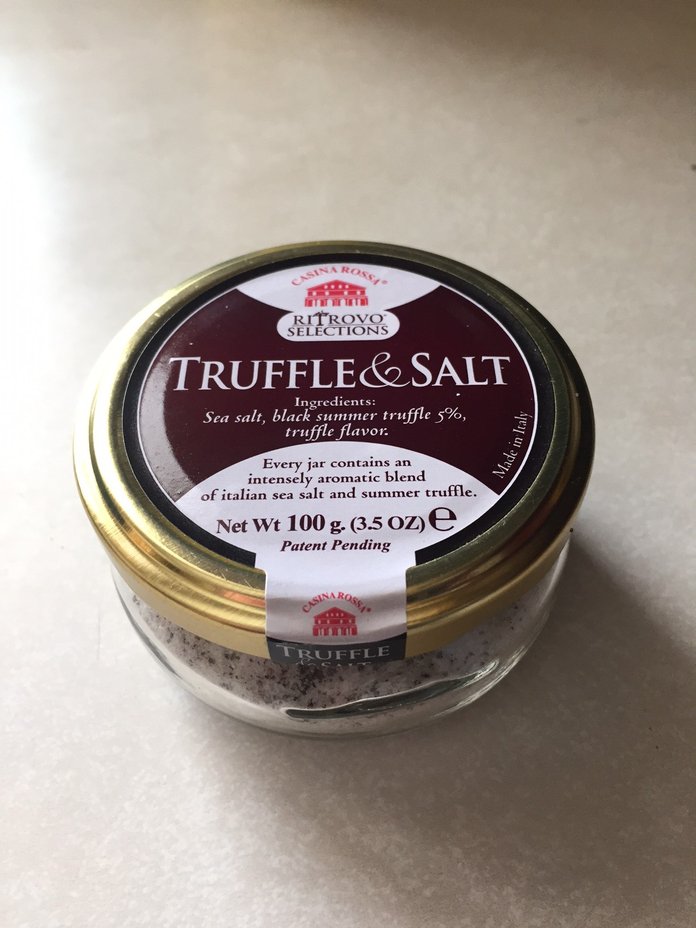 CASINA ROSSA®
RITROVO®
SELECTIONS
TRUFFLE & SALT
Ingredients:
Sea salt, black summer truffle 5%,
truffle flavor.
Made in Italy
Every jar contains an
intensely aromatic blend
of italian sea salt and summer truffle.
Net Wt 100 g. (3.5 OZ) ℮
Patent Pending
CASINA ROSSA®
TRUFFLE
& SALT